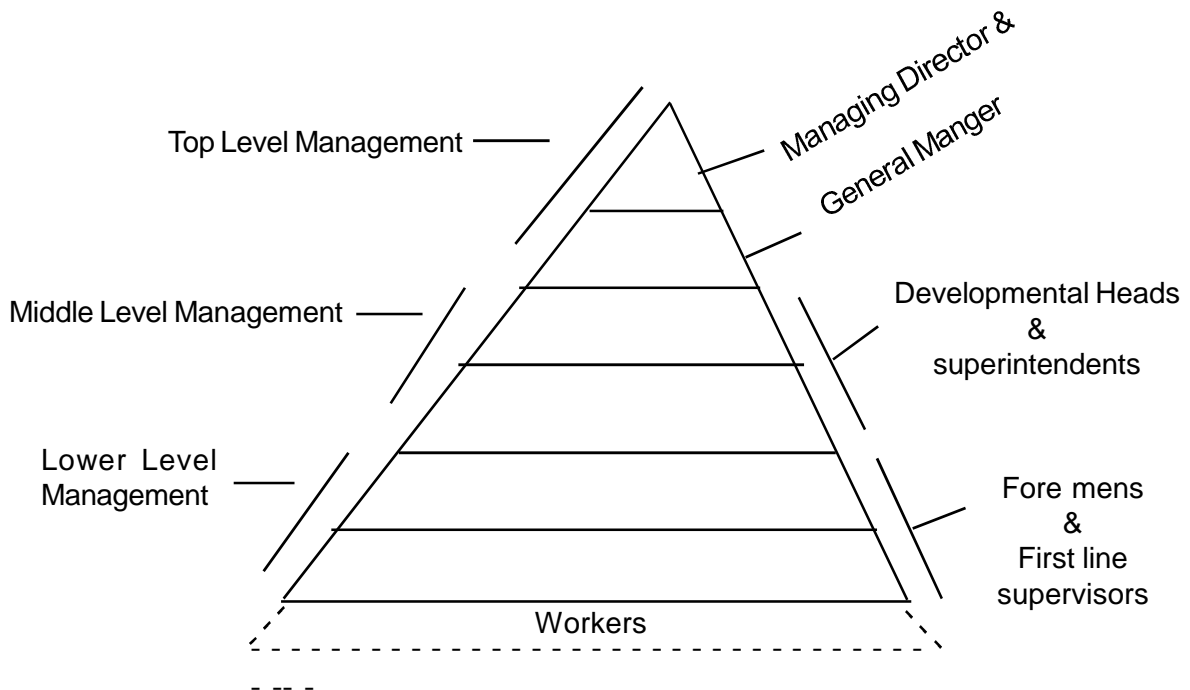 Managing Director &
General Manger
Top Level Management
Middle Level Management
Developmental Heads
&
superintendents
Lower Level
Management
Fore mens
&
First line
supervisors
Workers